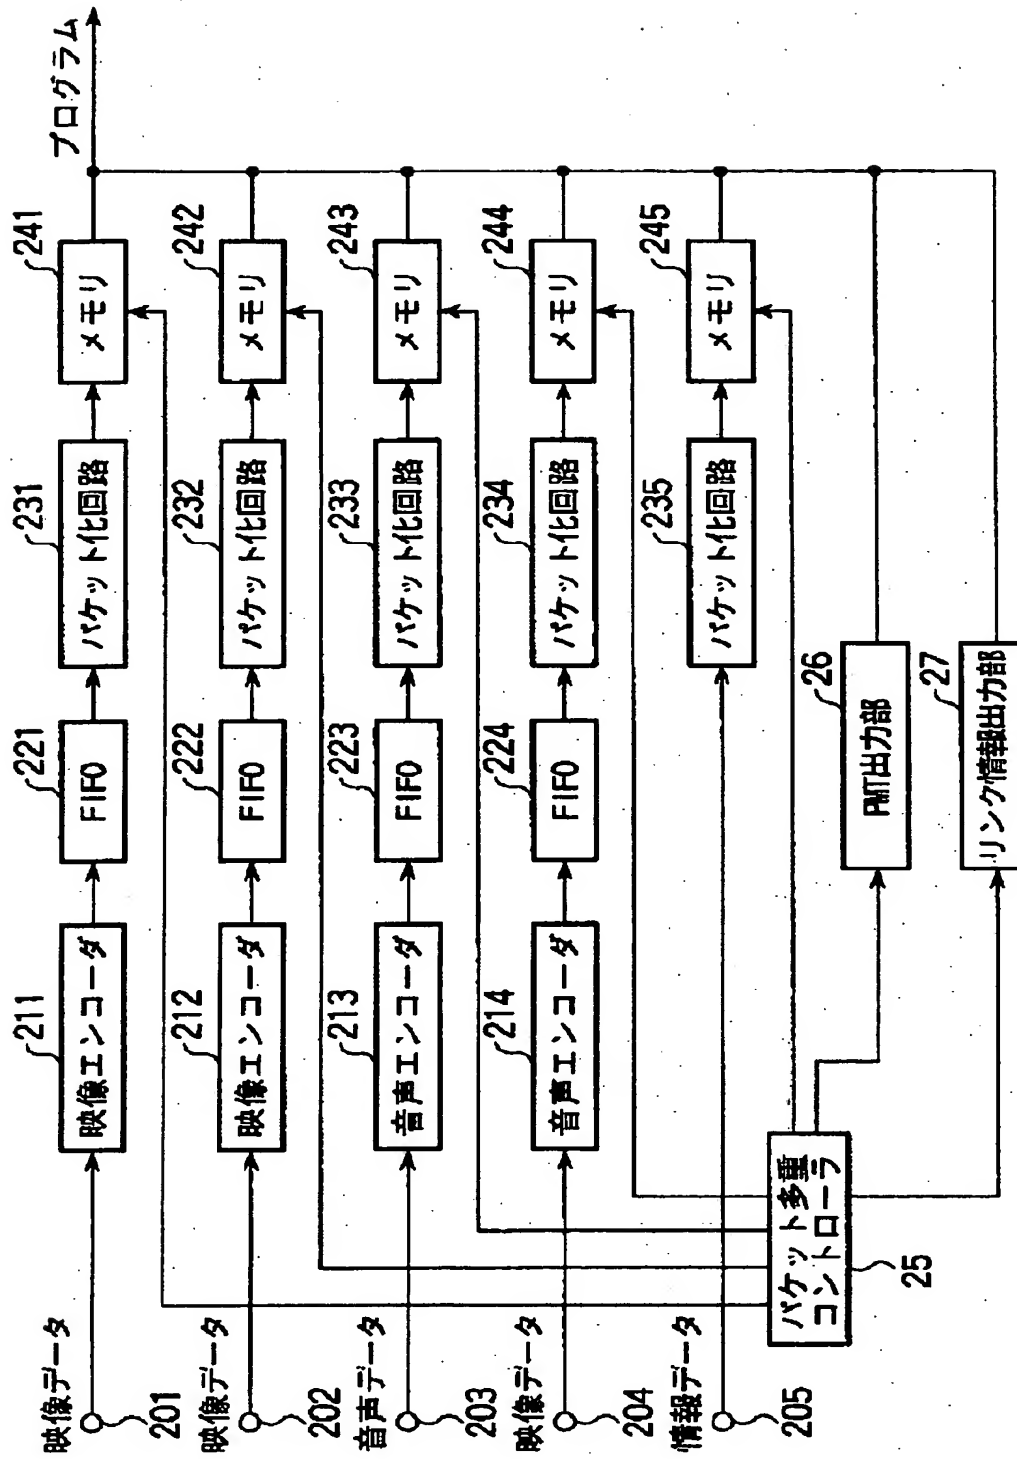 プログラム
映像データ
201
211
映像エンコーダ
221
FIFO
231
パケット化回路
241
メモリ
映像データ
202
212
映像エンコーダ
222
FIFO
232
パケット化回路
242
メモリ
音声データ
203
213
音声エンコーダ
223
FIFO
233
パケット化回路
243
メモリ
映像データ
204
214
音声エンコーダ
224
FIFO
234
パケット化回路
244
メモリ
情報データ
205
235
パケット化回路
245
メモリ
パケット多重
コントローラ
25
26
PMT出力部
27
リンク情報出力部